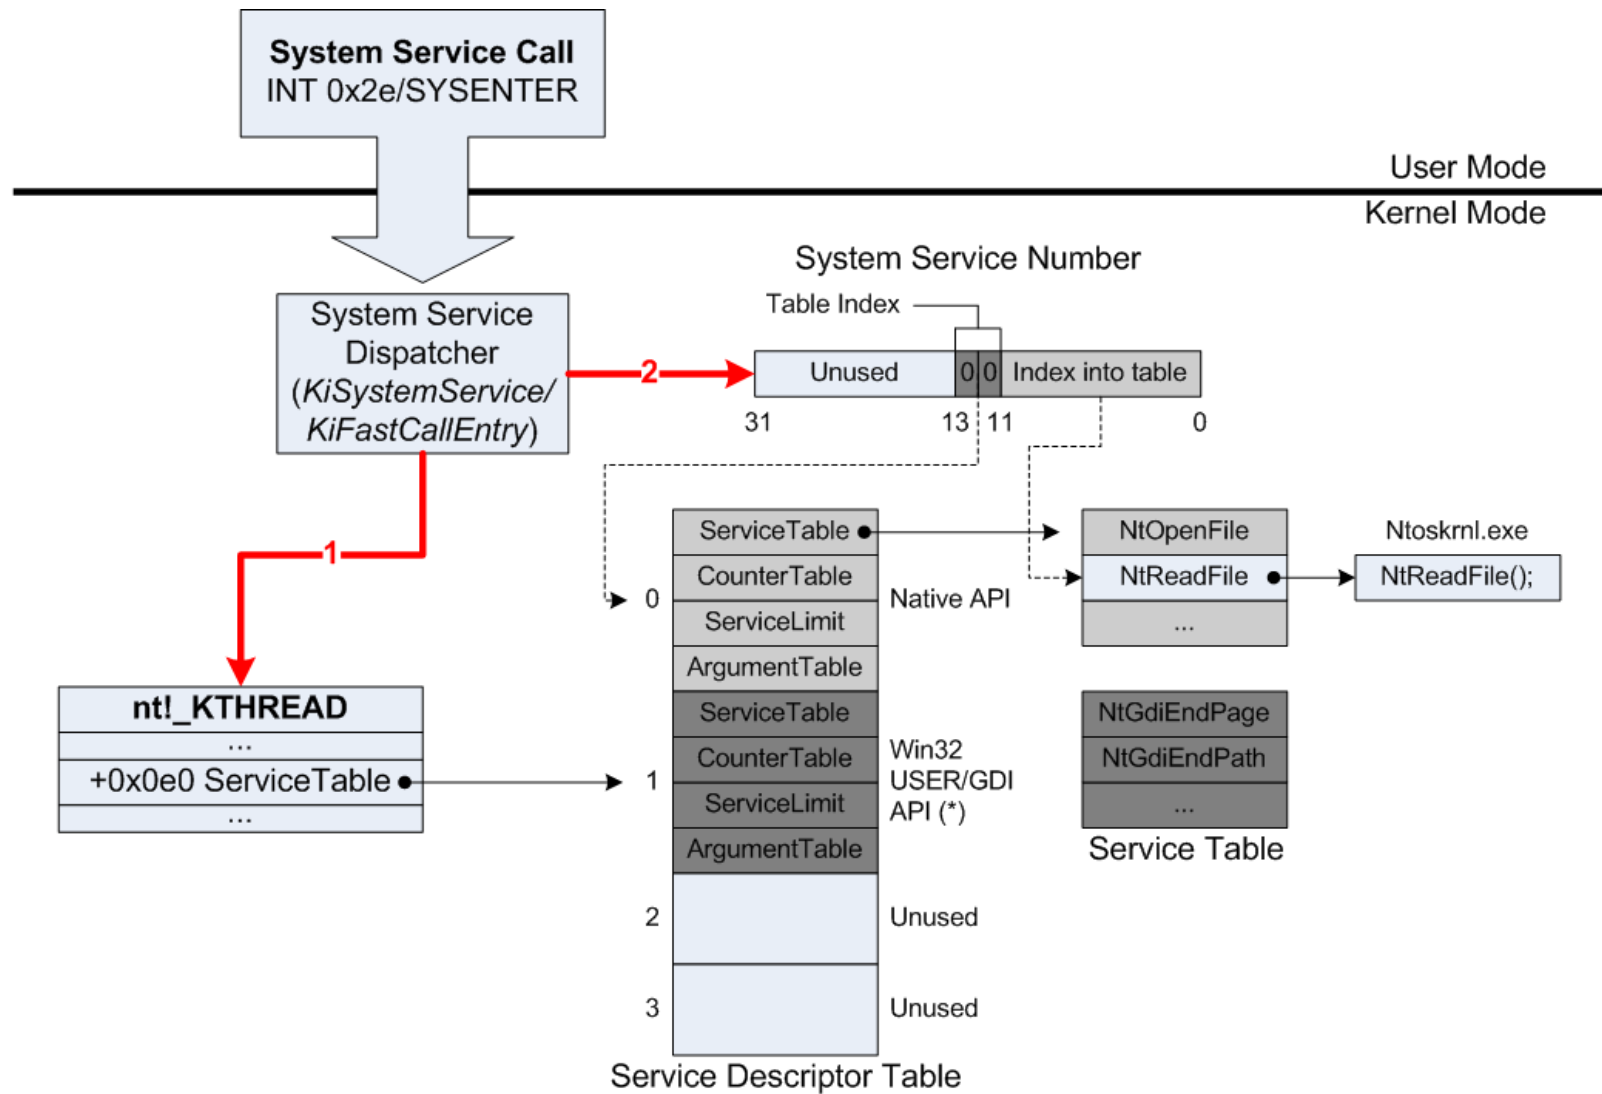 System Service Call
INT 0x2e/SYSENTER
User Mode
Kernel Mode
System Service Number
Table Index
System Service
Dispatcher
(KiSystemService/
KiFastCallEntry)
2
Unused
0
0
Index into table
31
13
11
0
1
ServiceTable
CounterTable
ServiceLimit
ArgumentTable
0
Native API
NtOpenFile
NtReadFile
...
Ntoskrnl.exe
NtReadFile();
nt!_KTHREAD
...
+0x0e0 ServiceTable
...
ServiceTable
CounterTable
ServiceLimit
ArgumentTable
1
Win32
USER/GDI
API (*)
NtGdiEndPage
NtGdiEndPath
...
Service Table
2
Unused
3
Unused
Service Descriptor Table